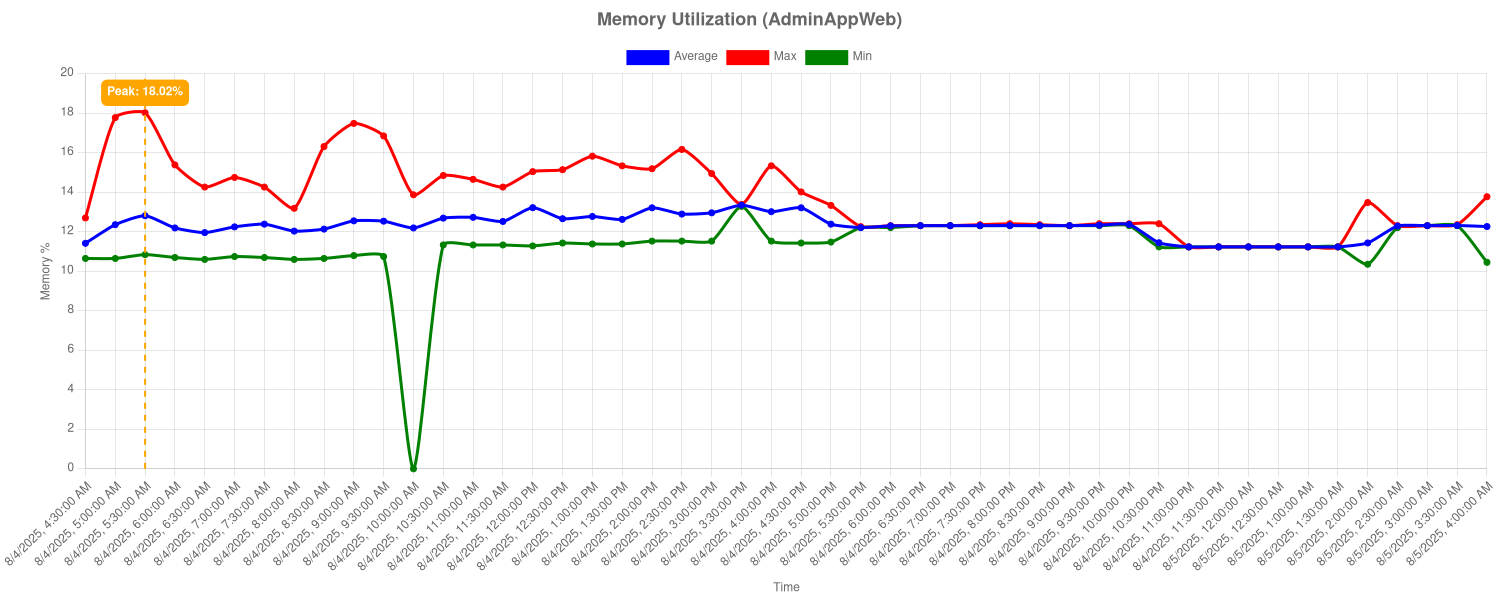 Memory Utilization (AdminAppWeb)
Average Max Min
20
Peak: 18.02%
18
16
14
12
10
8
6
4
2
0
Memory %
8/4/2025, 4:30:00 AM
8/4/2025, 5:00:00 AM
8/4/2025, 5:30:00 AM
8/4/2025, 6:00:00 AM
8/4/2025, 6:30:00 AM
8/4/2025, 7:00:00 AM
8/4/2025, 7:30:00 AM
8/4/2025, 8:00:00 AM
8/4/2025, 8:30:00 AM
8/4/2025, 9:00:00 AM
8/4/2025, 9:30:00 AM
8/4/2025, 10:00:00 AM
8/4/2025, 10:30:00 AM
8/4/2025, 11:00:00 AM
8/4/2025, 11:30:00 AM
8/4/2025, 12:00:00 PM
8/4/2025, 12:30:00 PM
8/4/2025, 1:00:00 PM
8/4/2025, 1:30:00 PM
8/4/2025, 2:00:00 PM
8/4/2025, 2:30:00 PM
8/4/2025, 3:00:00 PM
8/4/2025, 3:30:00 PM
8/4/2025, 4:00:00 PM
8/4/2025, 4:30:00 PM
8/4/2025, 5:00:00 PM
8/4/2025, 5:30:00 PM
8/4/2025, 6:00:00 PM
8/4/2025, 6:30:00 PM
8/4/2025, 7:00:00 PM
8/4/2025, 7:30:00 PM
8/4/2025, 8:00:00 PM
8/4/2025, 8:30:00 PM
8/4/2025, 9:00:00 PM
8/4/2025, 9:30:00 PM
8/4/2025, 10:00:00 PM
8/4/2025, 10:30:00 PM
8/4/2025, 11:00:00 PM
8/4/2025, 11:30:00 PM
8/5/2025, 12:00:00 AM
8/5/2025, 12:30:00 AM
8/5/2025, 1:00:00 AM
8/5/2025, 1:30:00 AM
8/5/2025, 2:00:00 AM
8/5/2025, 2:30:00 AM
8/5/2025, 3:00:00 AM
8/5/2025, 3:30:00 AM
8/5/2025, 4:00:00 AM
Time